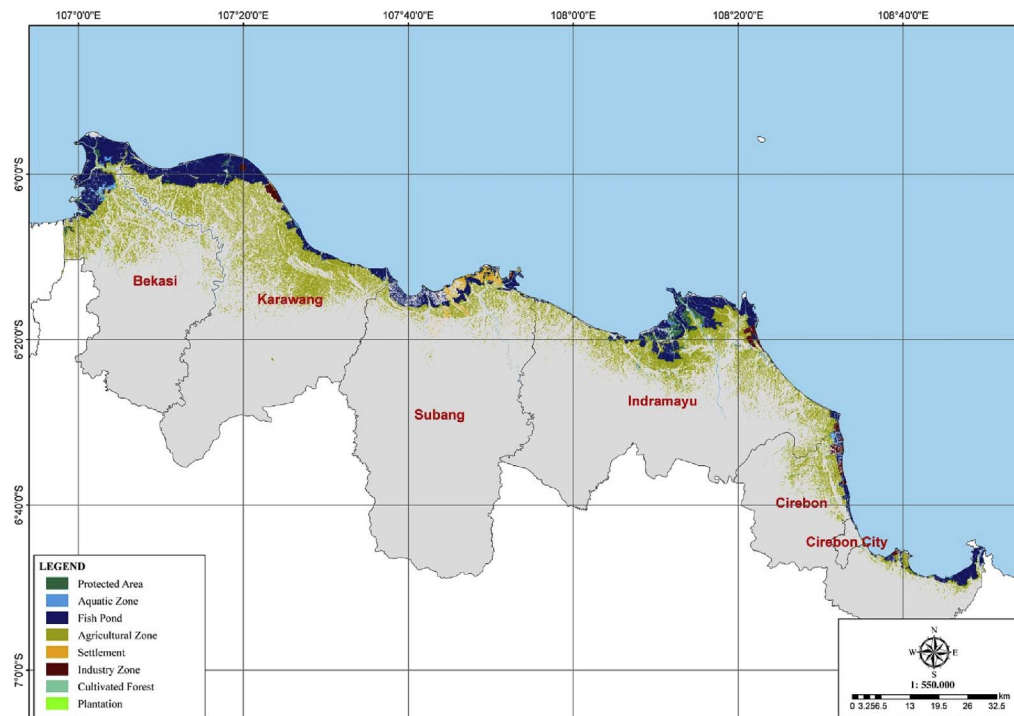 107°0'0"E 107°20'0"E 107°40'0"E 108°0'0"E 108°20'0"E 108°40'0"E
6°0'0"S
Bekasi
Karawang
6°20'0"S
Indramayu
Subang
6°40'0"S
Cirebon
Cirebon City
LEGEND
Protected Area
Aquatic Zone
Fish Pond
Agricultural Zone
Settlement
Industry Zone
Cultivated Forest
Plantation
7°0'0"S
N
W E
S
1: 550.000
km
0 3.256.5 13 19.5 26 32.5